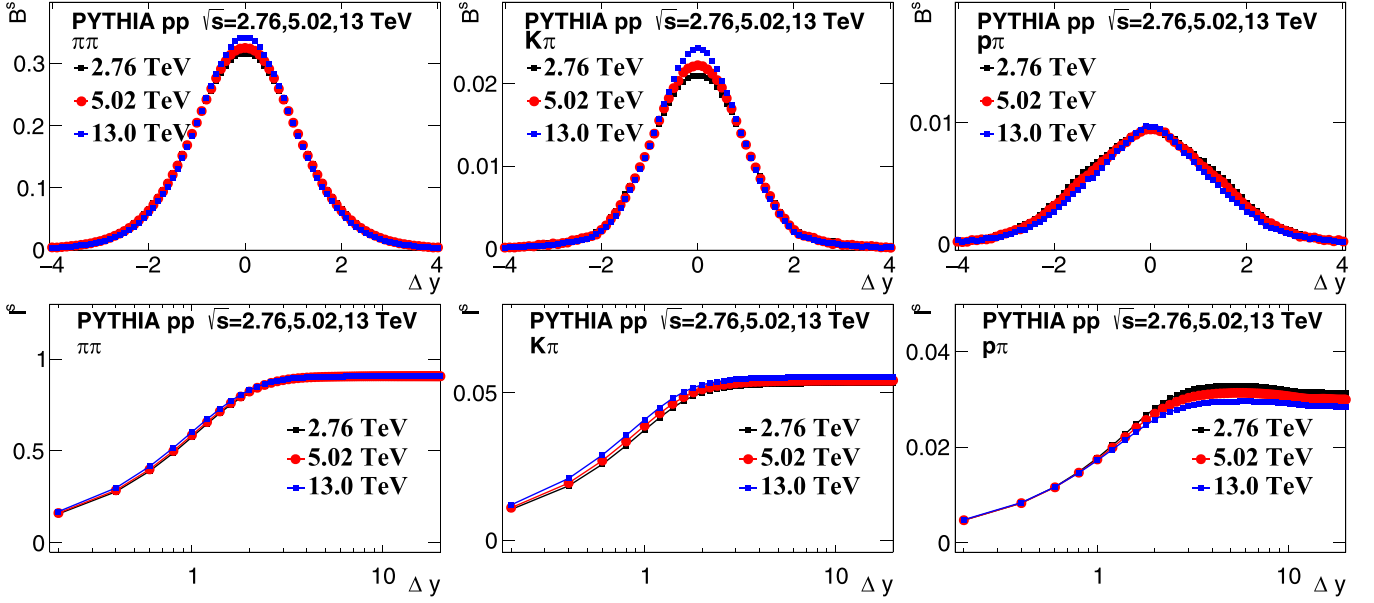 B^s
PYTHIA pp √s=2.76,5.02,13 TeV
ππ
2.76 TeV
5.02 TeV
13.0 TeV
0.3
0.2
0.1
0
−4 −2 0 2 4
Δ y
B^s
PYTHIA pp √s=2.76,5.02,13 TeV
Kπ
2.76 TeV
5.02 TeV
13.0 TeV
0.02
0.01
0
−4 −2 0 2 4
Δ y
B^s
PYTHIA pp √s=2.76,5.02,13 TeV
pπ
2.76 TeV
5.02 TeV
13.0 TeV
0.01
0
−4 −2 0 2 4
Δ y
I^s
PYTHIA pp √s=2.76,5.02,13 TeV
ππ
1
0.5
0
2.76 TeV
5.02 TeV
13.0 TeV
1 10
Δ y
I^s
PYTHIA pp √s=2.76,5.02,13 TeV
Kπ
0.05
0
2.76 TeV
5.02 TeV
13.0 TeV
1 10
Δ y
I^s
PYTHIA pp √s=2.76,5.02,13 TeV
pπ
0.04
0.02
0
2.76 TeV
5.02 TeV
13.0 TeV
1 10
Δ y